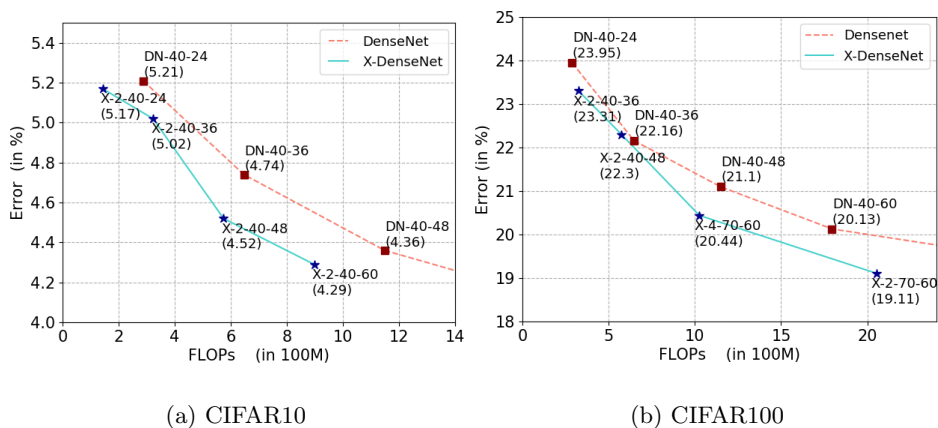 5.4
5.2
5.0
4.8
4.6
4.4
4.2
4.0
Error (in %)
0
2
4
6
8
10
12
14
FLOPs (in 100M)
DenseNet
X-DenseNet
DN-40-24
(5.21)
X-2-40-24
(5.17)
X-2-40-36
(5.02)
DN-40-36
(4.74)
X-2-40-48
(4.52)
DN-40-48
(4.36)
X-2-40-60
(4.29)
(a) CIFAR10
25
24
23
22
21
20
19
18
Error (in %)
0
5
10
15
20
FLOPs (in 100M)
Densenet
X-DenseNet
DN-40-24
(23.95)
X-2-40-36
(23.31)
DN-40-36
(22.16)
X-2-40-48
(22.3)
DN-40-48
(21.1)
X-4-70-60
(20.44)
DN-40-60
(20.13)
X-2-70-60
(19.11)
(b) CIFAR100